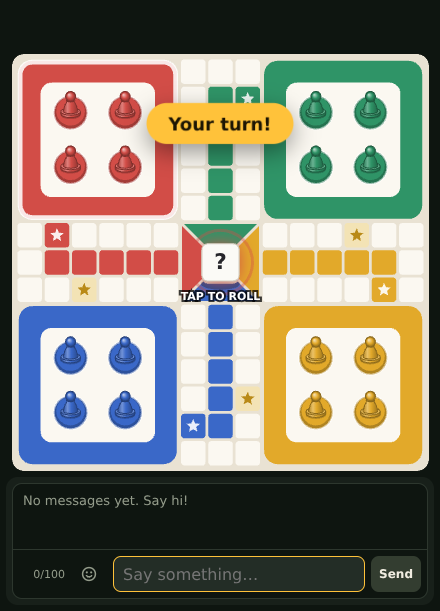 Your turn!
?
TAP TO ROLL
No messages yet. Say hi!
0/100
Say something...
Send